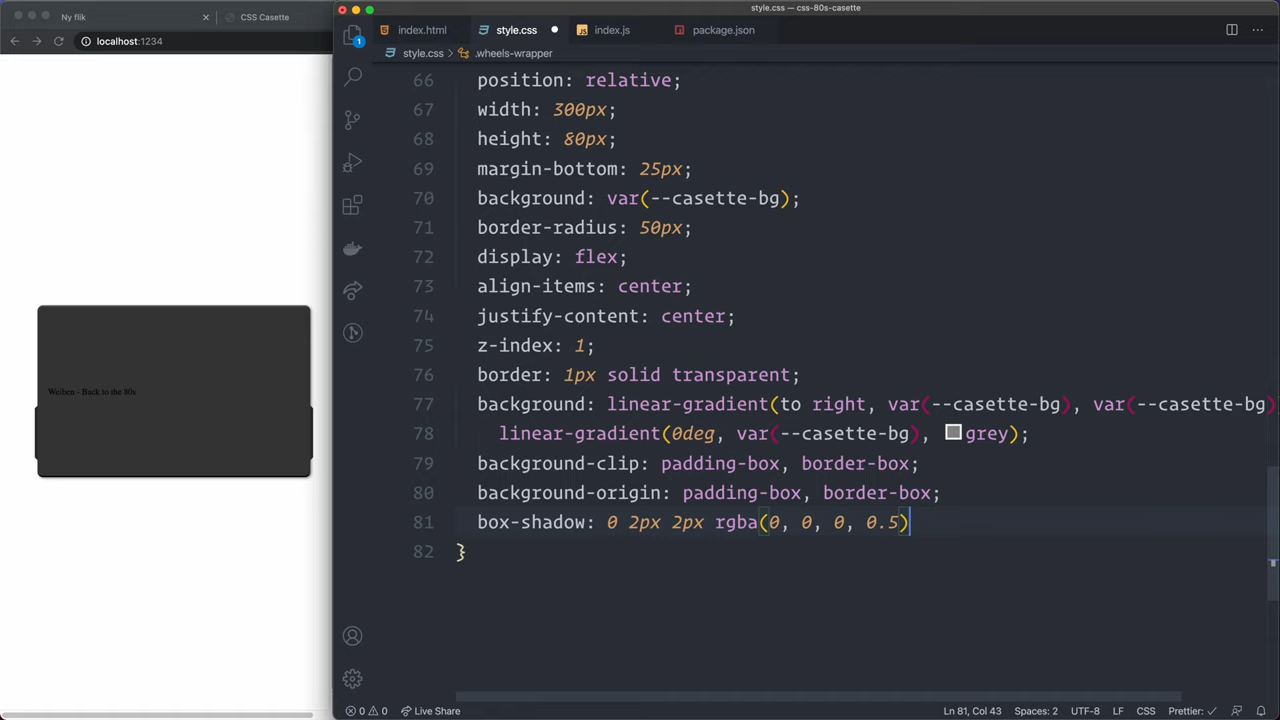 style.css — css-80s-casette
Ny flik
CSS Casette
index.html
style.css
index.js
package.json
localhost:1234
style.css
.wheels-wrapper
1
66 position: relative;
67 width: 300px;
68 height: 80px;
69 margin-bottom: 25px;
70 background: var(--casette-bg);
71 border-radius: 50px;
72 display: flex;
73 align-items: center;
74 justify-content: center;
75 z-index: 1;
76 border: 1px solid transparent;
77 background: linear-gradient(to right, var(--casette-bg), var(--casette-bg)
78 linear-gradient(0deg, var(--casette-bg), grey);
79 background-clip: padding-box, border-box;
80 background-origin: padding-box, border-box;
81 box-shadow: 0 2px 2px rgba(0, 0, 0, 0.5)
82 }
Weiben - Back to the 80s
0 0
Live Share
Ln 81, Col 43
Spaces: 2
UTF-8
LF
CSS
Prettier: ✓